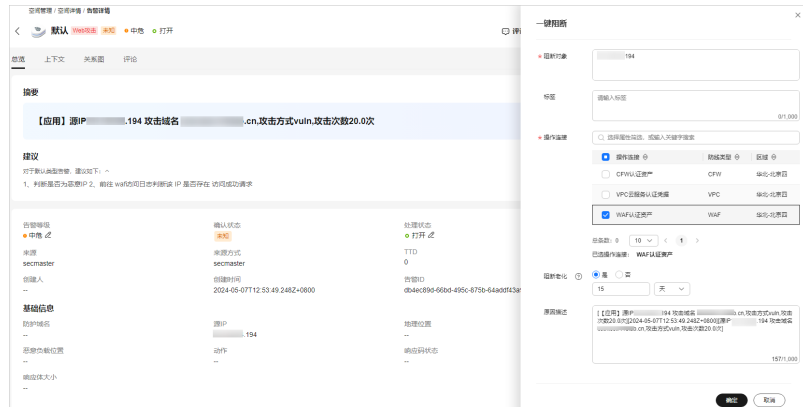 空间管理 / 空间详情 / 告警详情
默认 Web攻击 未知 中危 打开
总览 上下文 关系图 评论
摘要
【应用】源IP .194 攻击域名 .cn,攻击方式vuln,攻击次数20.0次
建议
对于默认类型告警，建议如下：
1、判断是否为恶意IP 2、前往 waf访问日志判断该 IP 是否存在 访问成功请求
告警等级 确认状态 处理状态
中危 未知 打开
来源 来源方式 TTD
secmaster secmaster 0
创建人 创建时间 告警ID
-- 2024-05-07T12:53:49.248Z+0800 db4ec89d-66bd-495c-875b-64addf43af
基础信息
防护域名 源IP 地理位置
-- .194 --
恶意负载位置 动作 响应码状态
-- -- --
响应体大小
--
一键阻断
* 阻断对象
194
标签
请输入标签
0/1,000
* 操作连接
选择属性筛选，或输入关键字搜索
操作连接 防线类型 区域
CFW认证资产 CFW 华北-北京四
VPC云服务认证凭据 VPC 华北-北京四
WAF认证资产 WAF 华北-北京四
总条数: 0 10 < 1 >
已选操作连接: WAF认证资产
阻断老化 是 否
15 天
原因描述
[【应用】源IP 194 攻击域名 .cn,攻击方式vuln,攻击
次数20.0次][2024-05-07T12:53:49.248Z+0800][源IP 194 攻击域名
b.cn,攻击方式vuln,攻击次数20.0次]
157/1,000
确定 取消